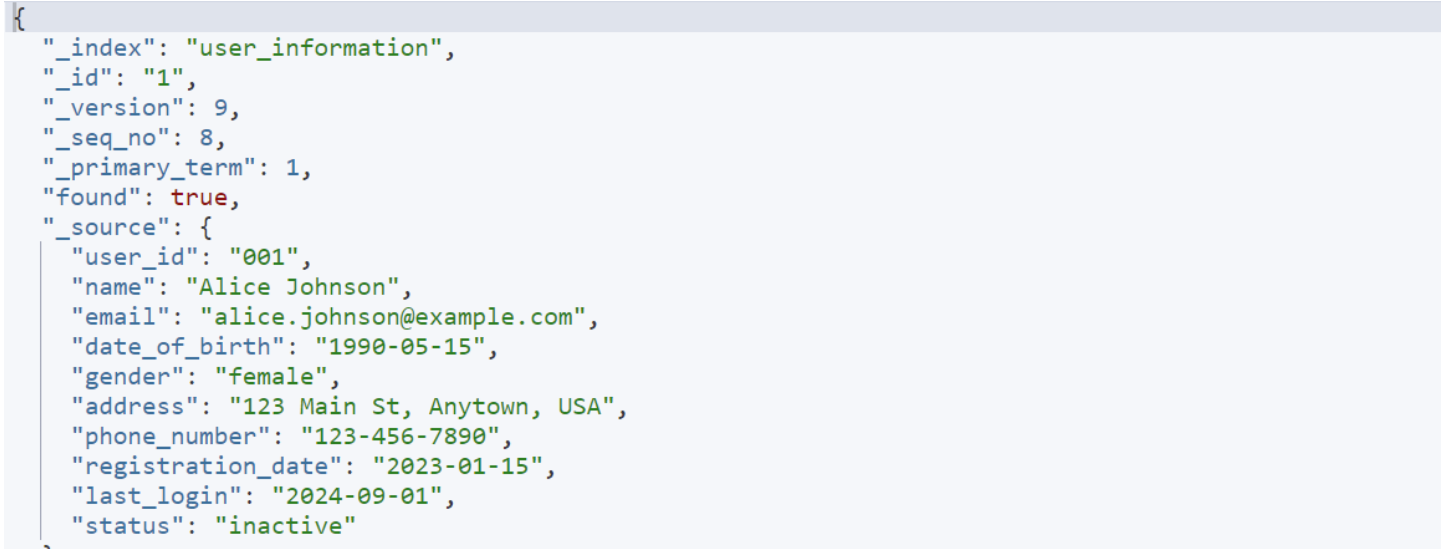 {
"_index": "user_information",
"_id": "1",
"_version": 9,
"_seq_no": 8,
"_primary_term": 1,
"found": true,
"_source": {
"user_id": "001",
"name": "Alice Johnson",
"email": "alice.johnson@example.com",
"date_of_birth": "1990-05-15",
"gender": "female",
"address": "123 Main St, Anytown, USA",
"phone_number": "123-456-7890",
"registration_date": "2023-01-15",
"last_login": "2024-09-01",
"status": "inactive"